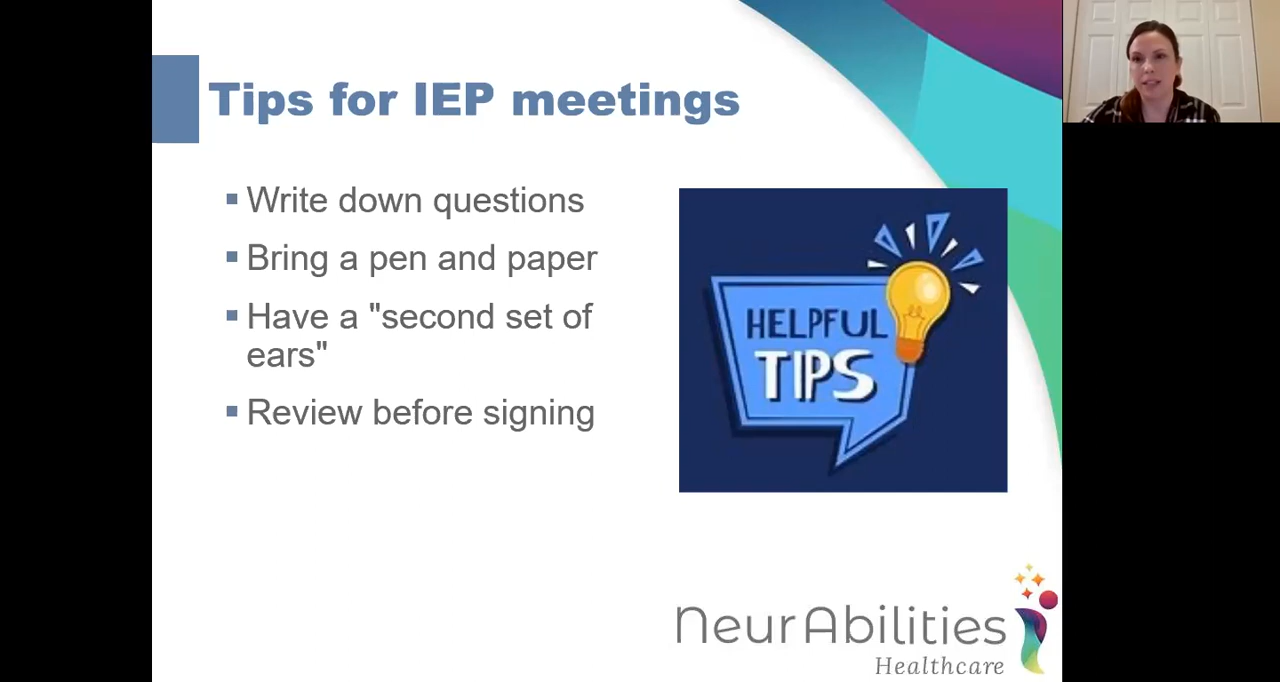 Tips for IEP meetings
Write down questions
Bring a pen and paper
Have a "second set of
ears"
Review before signing
HELPFUL
TIPS
NeurAbilities
Healthcare